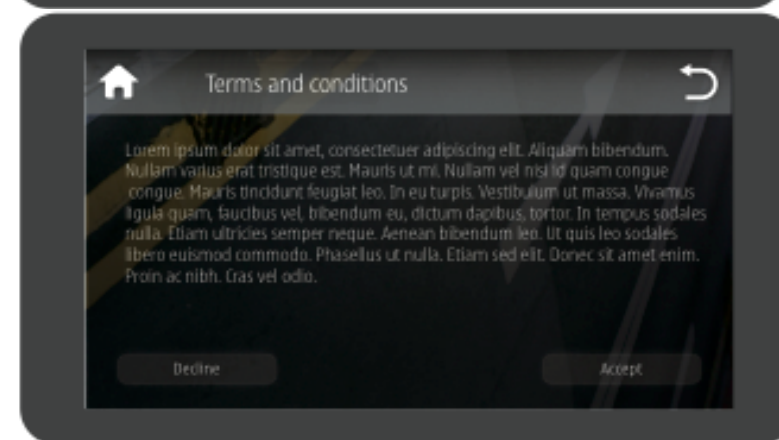 Terms and conditions
Lorem ipsum dolor sit amet, consectetuer adipiscing elit. Aliquam bibendum.
Nullam varius erat tristique est. Mauris ut mi. Nullam vel nisi id quam congue
congue. Mauris tincidunt feugiat leo. In eu turpis. Vestibulum ut massa. Vivamus
ligula quam, faucibus vel, bibendum eu, dictum dapibus, tortor. In tempus sodales
nulla. Etiam ultricies semper neque. Aenean bibendum leo. Ut quis leo sodales
libero euismod commodo. Phasellus ut nulla. Etiam sed elit. Donec sit amet enim.
Proin ac nibh. Cras vel odio.
Decline
Accept